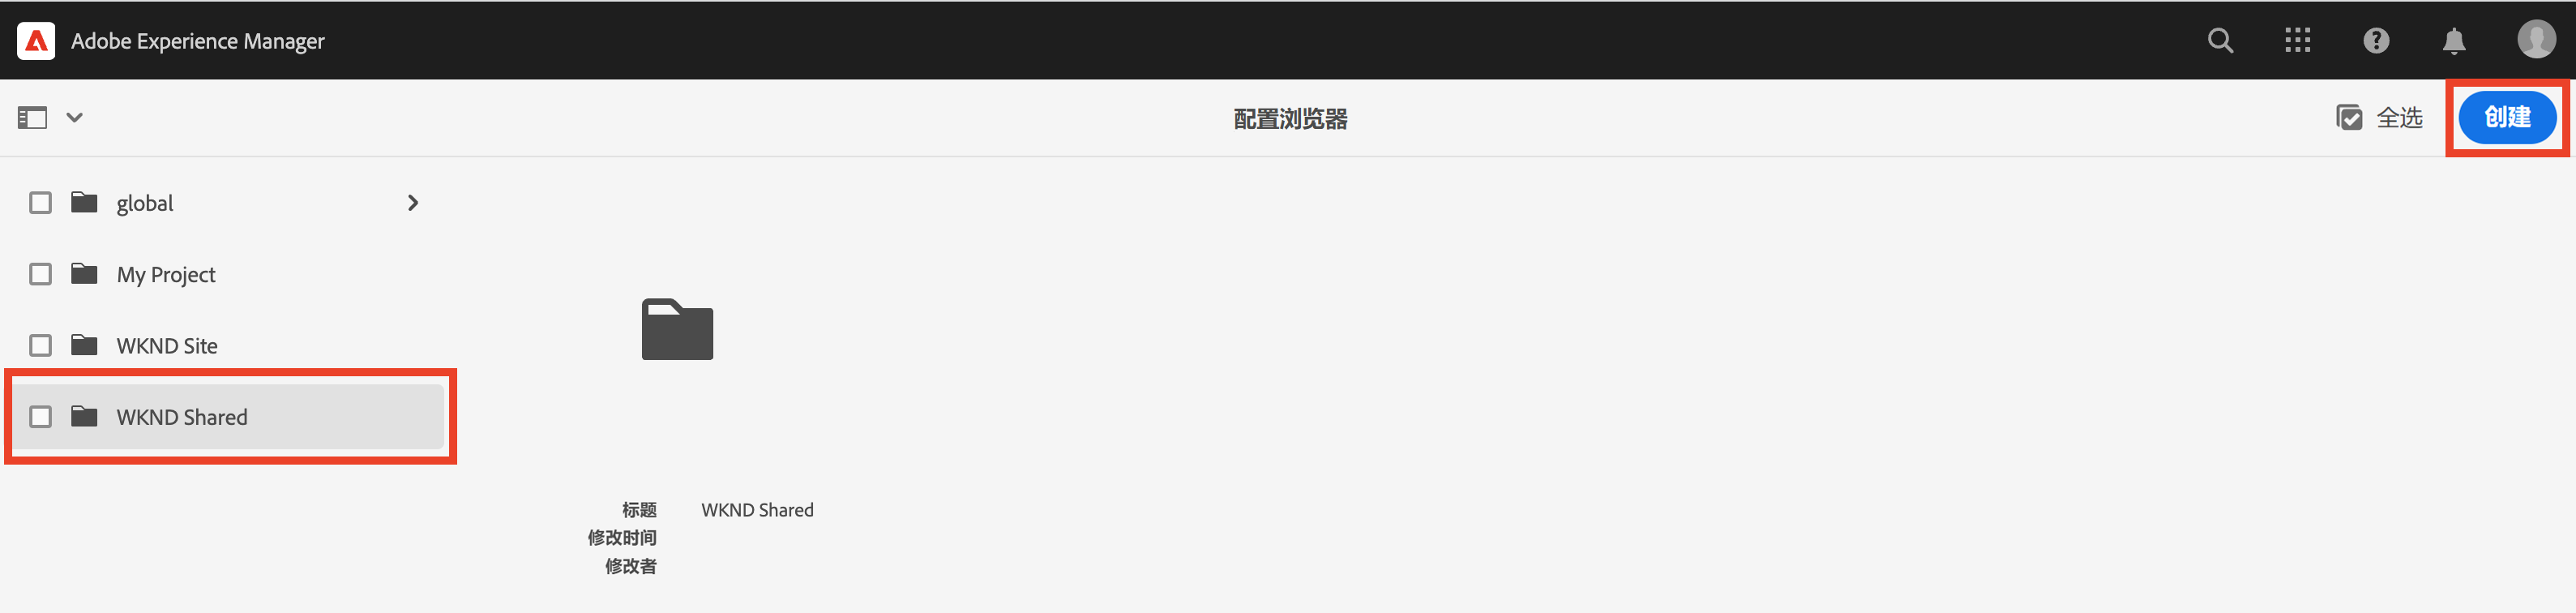 Adobe Experience Manager
配置浏览器
全选
创建
global
My Project
WKND Site
WKND Shared
标题 WKND Shared
修改时间
修改者